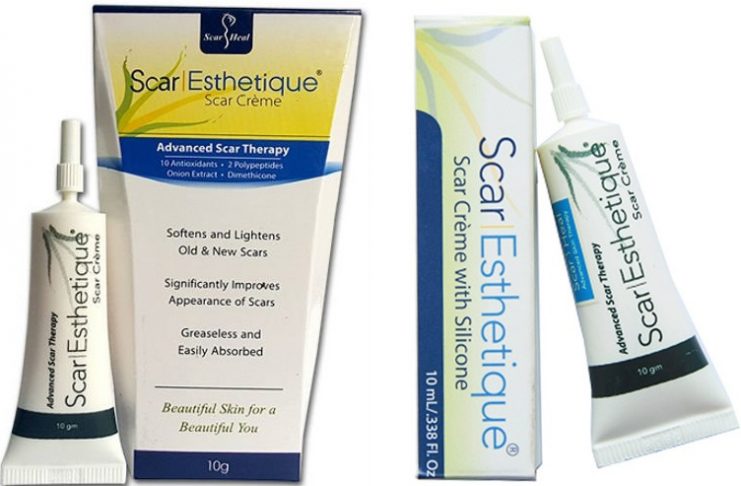 Scar Heal
Scar|Esthetique®
Scar Crème
Advanced Scar Therapy
10 Antioxidants • 2 Polypeptides
Onion Extract • Dimethicone
Softens and Lightens
Old & New Scars
Significantly Improves
Appearance of Scars
Greaseless and
Easily Absorbed
Beautiful Skin for a
Beautiful You
10g
Advanced Scar Therapy
Scar|Esthetique®
Scar Crème
10 gm
Scar|Esthetique®
Scar Crème with Silicone
10 mL/.338 Fl. Oz
Scar Heal
Advanced Scar Therapy
Scar|Esthetique®
Scar Crème
10 gm